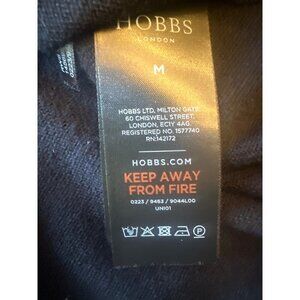 HOBBS
LONDON
M
HOBBS LTD, MILTON GATE
60 CHISWELL STREET,
LONDON, EC1Y 4AG
REGISTERED NO. 1577740
RN:142172
HOBBS.COM
KEEP AWAY
FROM FIRE
0223 / 9463 / 9044L00
UNI01